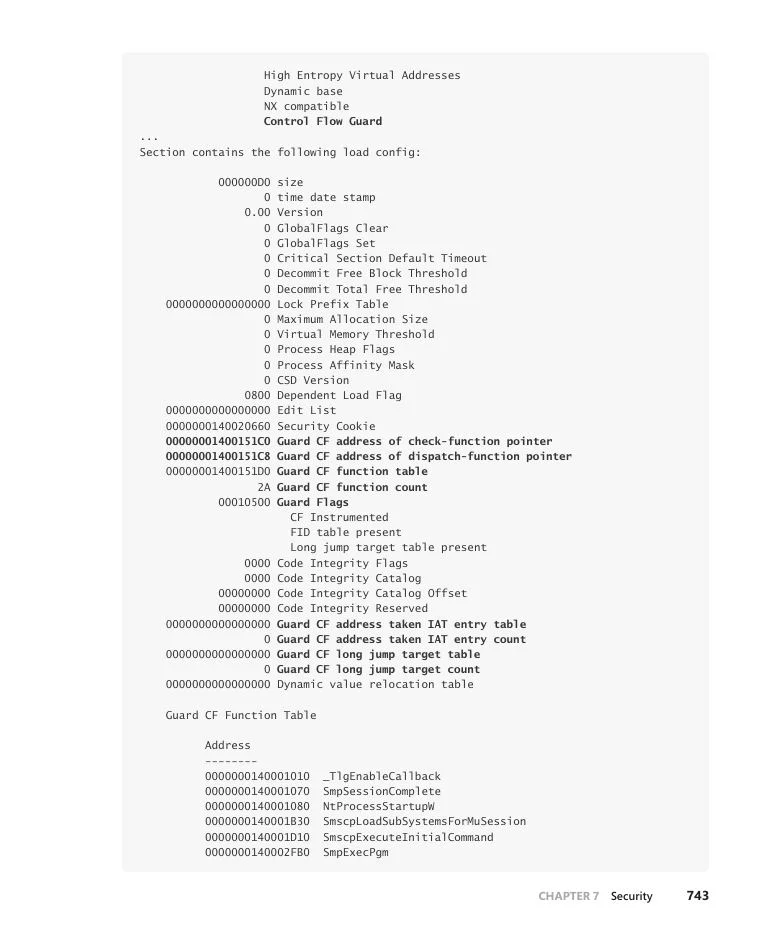 High Entropy Virtual Addresses
Dynamic base
NX compatible
Control Flow Guard
...
Section contains the following load config:
000000D0 size
0 time date stamp
0.00 Version
0 GlobalFlags Clear
0 GlobalFlags Set
0 Critical Section Default Timeout
0 Decommit Free Block Threshold
0 Decommit Total Free Threshold
0000000000000000 Lock Prefix Table
0 Maximum Allocation Size
0 Virtual Memory Threshold
0 Process Heap Flags
0 Process Affinity Mask
0 CSD Version
0800 Dependent Load Flag
0000000000000000 Edit List
0000000140020660 Security Cookie
00000001400151C0 Guard CF address of check-function pointer
00000001400151C8 Guard CF address of dispatch-function pointer
00000001400151D0 Guard CF function table
2A Guard CF function count
00010500 Guard Flags
CF Instrumented
FID table present
Long jump target table present
0000 Code Integrity Flags
0000 Code Integrity Catalog
00000000 Code Integrity Catalog Offset
00000000 Code Integrity Reserved
0000000000000000 Guard CF address taken IAT entry table
0 Guard CF address taken IAT entry count
0000000000000000 Guard CF long jump target table
0 Guard CF long jump target count
0000000000000000 Dynamic value relocation table
Guard CF Function Table
Address
--------
0000000140001010 _TlgEnableCallback
0000000140001070 SmpSessionComplete
0000000140001080 NtProcessStartupW
0000000140001B30 SmscpLoadSubSystemsForMuSession
0000000140001D10 SmscpExecuteInitialCommand
0000000140002FB0 SmpExecPgm
CHAPTER 7 Security 743